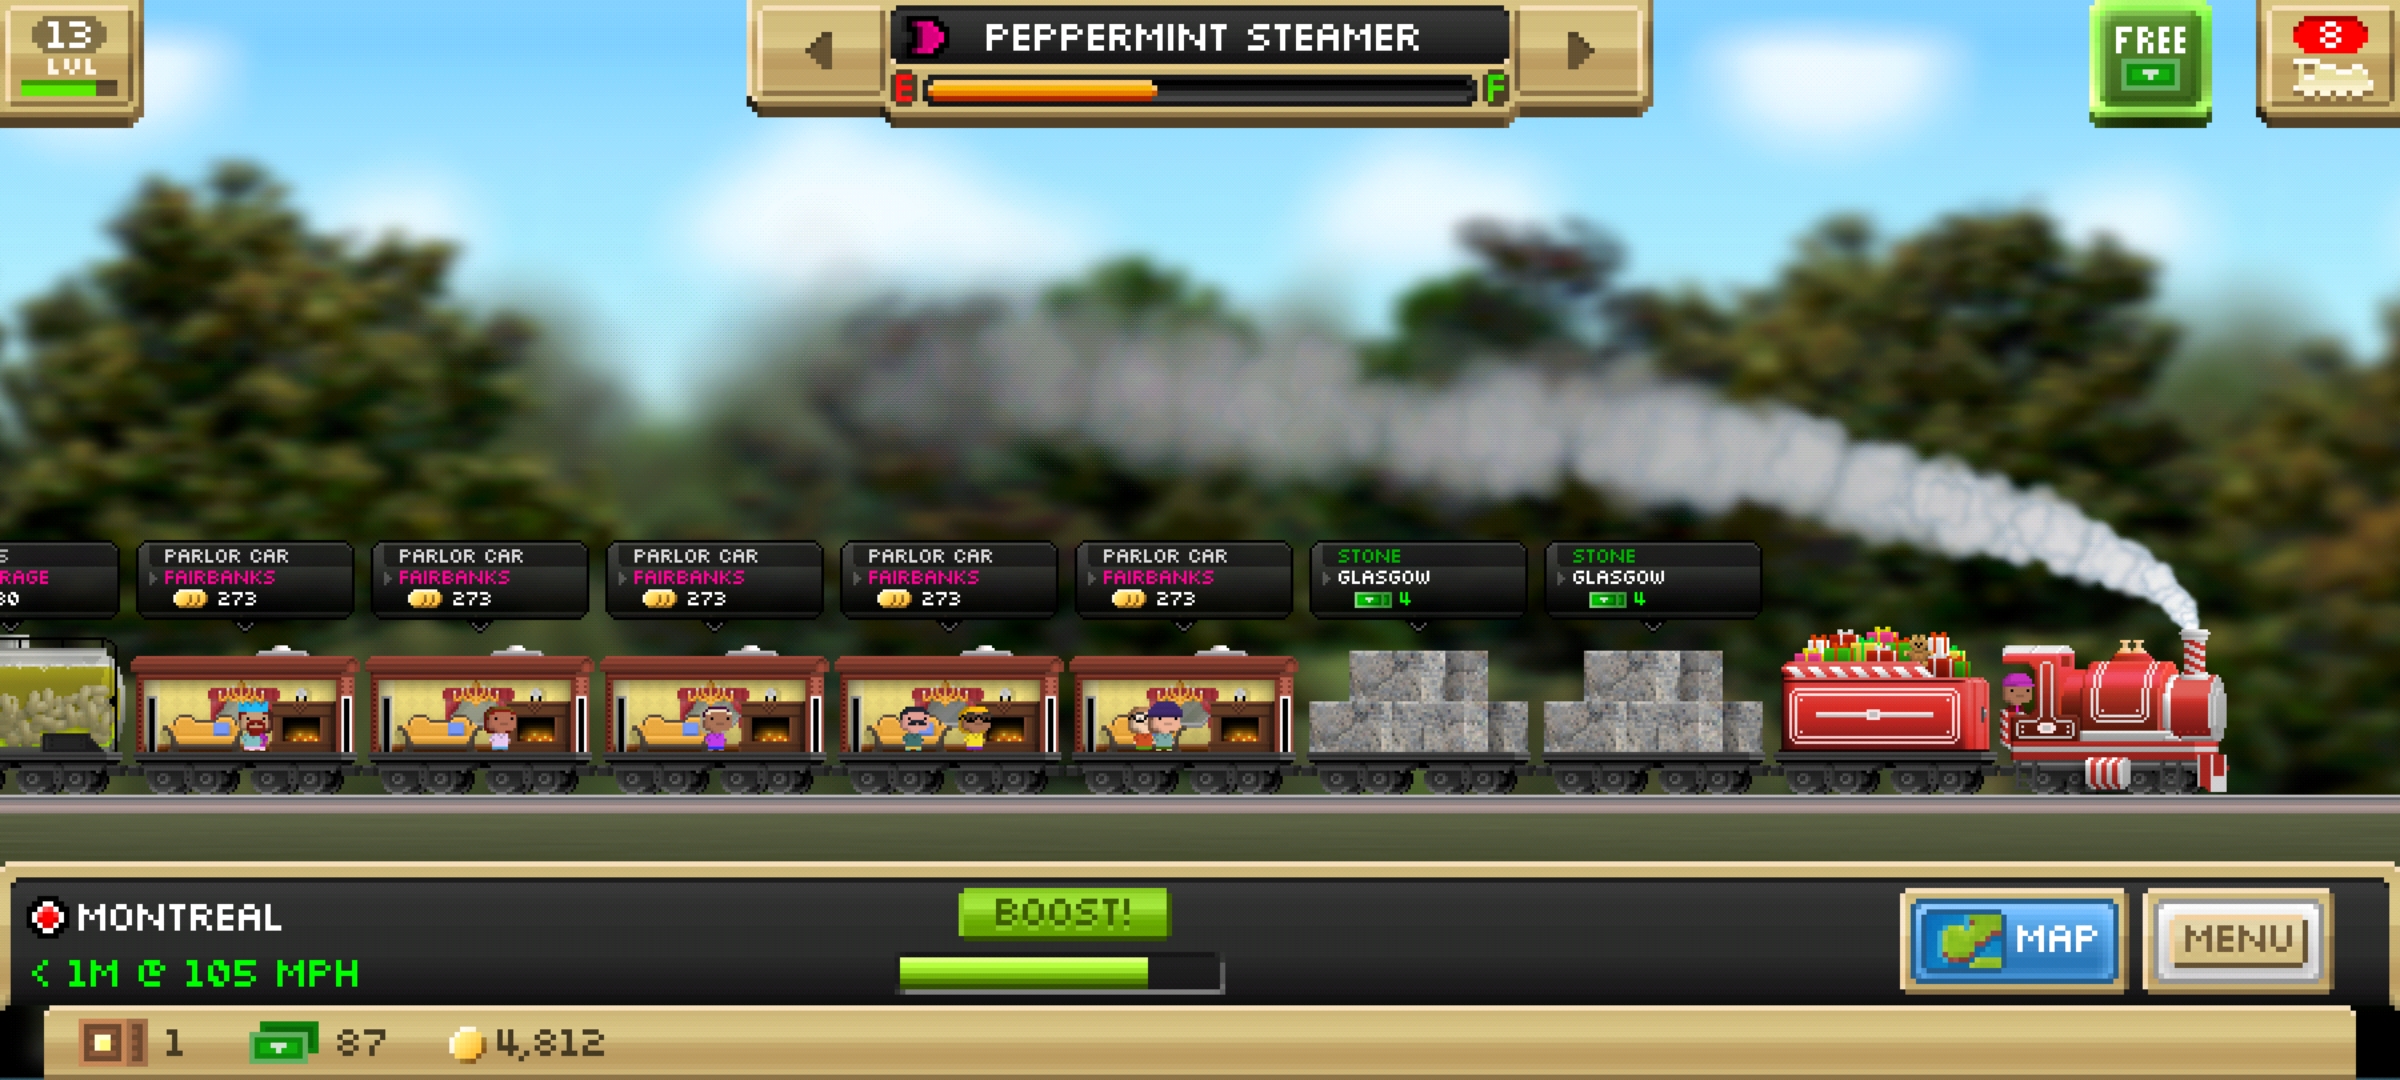 13
LVL
PEPPERMINT STEAMER
E F
FREE
8
RAGE
PARLOR CAR
FAIRBANKS
273
PARLOR CAR
FAIRBANKS
273
PARLOR CAR
FAIRBANKS
273
PARLOR CAR
FAIRBANKS
273
PARLOR CAR
FAIRBANKS
273
STONE
GLASGOW
4
STONE
GLASGOW
4
MONTREAL
< 1M @ 105 MPH
BOOST!
MAP
MENU
1
87
4,812